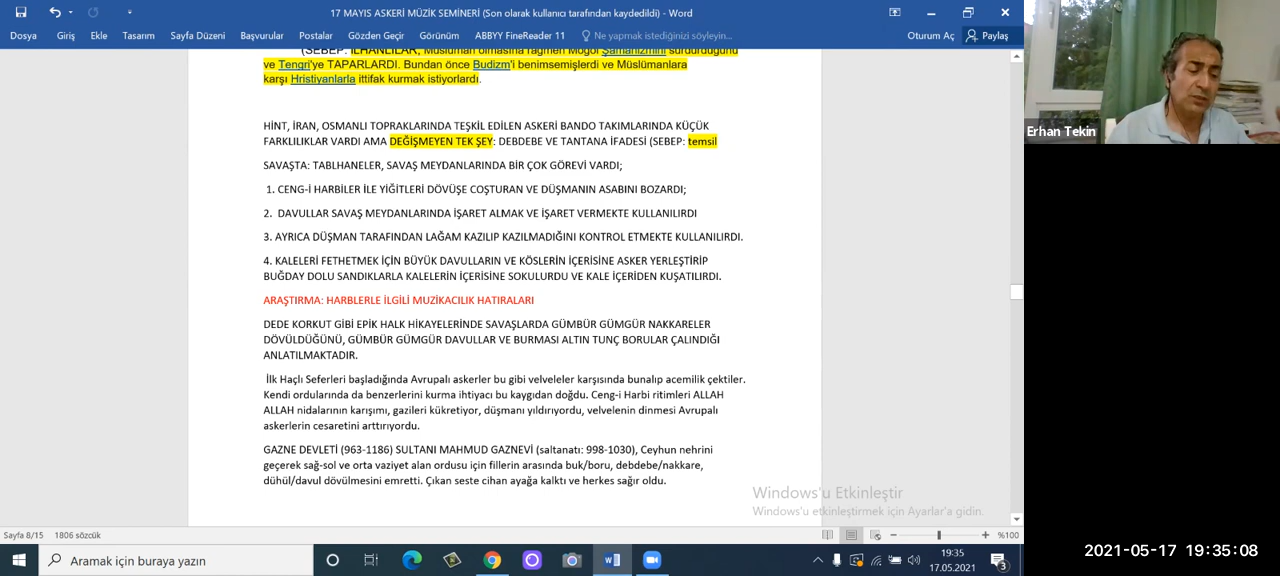 17 MAYIS ASKERİ MÜZİK SEMİNERİ (Son olarak kullanıcı tarafından kaydedildi) - Word
Dosya Giriş Ekle Tasarım Sayfa Düzeni Başvurular Postalar Gözden Geçir Görünüm ABBYY FineReader 11 Ne yapmak istediğinizi söyleyin... Oturum Aç Paylaş
(SEBEP: İLHANLILAR, Müslüman olmasına rağmen Moğol Şamanizmini sürdürdüğünü
ve Tengri'ye TAPARLARDI. Bundan önce Budizm'i benimsemişlerdi ve Müslümanlara
karşı Hristiyanlarla ittifak kurmak istiyorlardı.
HİNT, İRAN, OSMANLI TOPRAKLARINDA TEŞKİL EDİLEN ASKERİ BANDO TAKIMLARINDA KÜÇÜK
FARKLILIKLAR VARDI AMA DEĞİŞMEYEN TEK ŞEY: DEBDEBE VE TANTANA İFADESİ (SEBEP: temsil
SAVAŞTA: TABLHANELER, SAVAŞ MEYDANLARINDA BİR ÇOK GÖREVİ VARDI;
1. CENG-İ HARBİLER İLE YİĞİTLERİ DÖVÜŞE COŞTURAN VE DÜŞMANIN ASABINI BOZARDI;
2. DAVULLAR SAVAŞ MEYDANLARINDA İŞARET ALMAK VE İŞARET VERMEKTE KULLANILIRDI
3. AYRICA DÜŞMAN TARAFINDAN LAĞAM KAZILIP KAZILMADIĞINI KONTROL ETMEKTE KULLANILIRDI.
4. KALELERİ FETHETMEK İÇİN BÜYÜK DAVULLARIN VE KÖSLERİN İÇERİSİNE ASKER YERLEŞTİRİP
BUĞDAY DOLU SANDIKLARLA KALELERİN İÇERİSİNE SOKULURDU VE KALE İÇERİDEN KUŞATILIRDI.
ARAŞTIRMA: HARBLERLE İLGİLİ MUZİKACILIK HATIRALARI
DEDE KORKUT GİBİ EPİK HALK HİKAYELERİNDE SAVAŞLARDA GÜMBÜR GÜMGÜR NAKKARELER
DÖVÜLDÜĞÜNÜ, GÜMBÜR GÜMGÜR DAVULLAR VE BURMASI ALTIN TUNÇ BORULAR ÇALINDIĞI
ANLATILMAKTADIR.
İlk Haçlı Seferleri başladığında Avrupalı askerler bu gibi velveleler karşısında bunalıp acemilik çektiler.
Kendi ordularında da benzerlerini kurma ihtiyacı bu kaygıdan doğdu. Ceng-i Harbi ritimleri ALLAH
ALLAH nidalarının karışımı, gazileri kükretiyor, düşmanı yıldırıyordu, velvelenin dinmesi Avrupalı
askerlerin cesaretini arttırıyordu.
GAZNE DEVLETİ (963-1186) SULTANI MAHMUD GAZNEVİ (saltanatı: 998-1030), Ceyhun nehrini
geçerek sağ-sol ve orta vaziyet alan ordusu için fillerin arasında buk/boru, debdebe/nakkare,
dühül/davul dövülmesini emretti. Çıkan seste cihan ayağa kalktı ve herkes sağır oldu.
Windows'u Etkinleştir
Windows'u etkinleştirmek için Ayarlar'a gidin.
Sayfa 8/15 1806 sözcük %100
Aramak için buraya yazın
19:35
17.05.2021
3
Erhan Tekin
2021-05-17 19:35:08